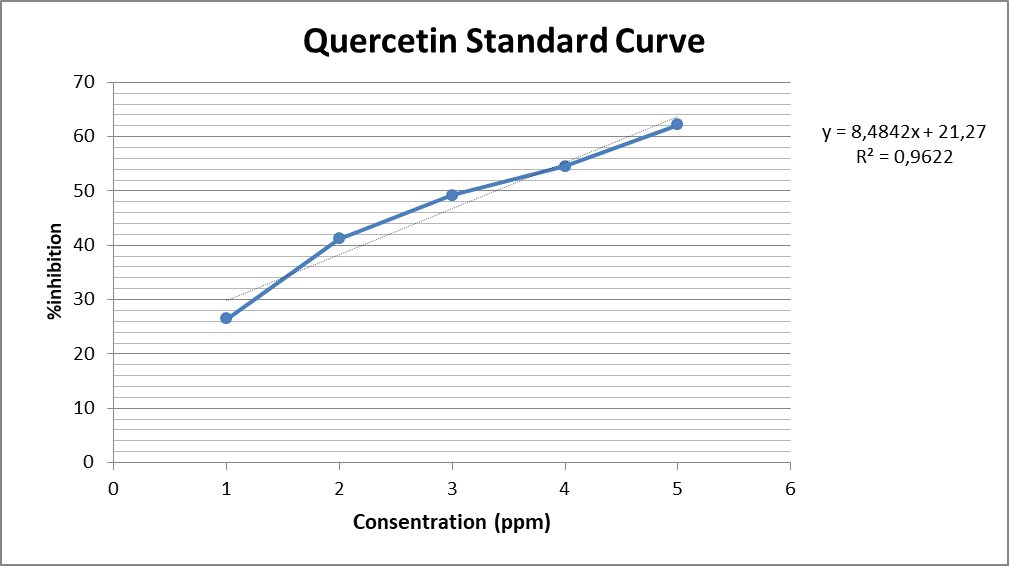 Quercetin Standard Curve
70
60
50
40
30
20
10
0
%inhibition
0 1 2 3 4 5 6
Consentration (ppm)
y = 8,4842x + 21,27
R² = 0,9622